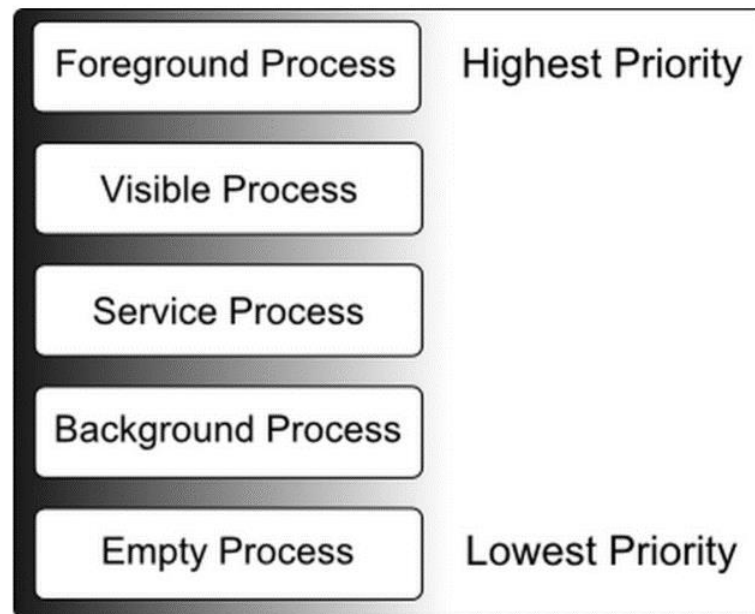 Foreground Process
Highest Priority
Visible Process
Service Process
Background Process
Empty Process
Lowest Priority